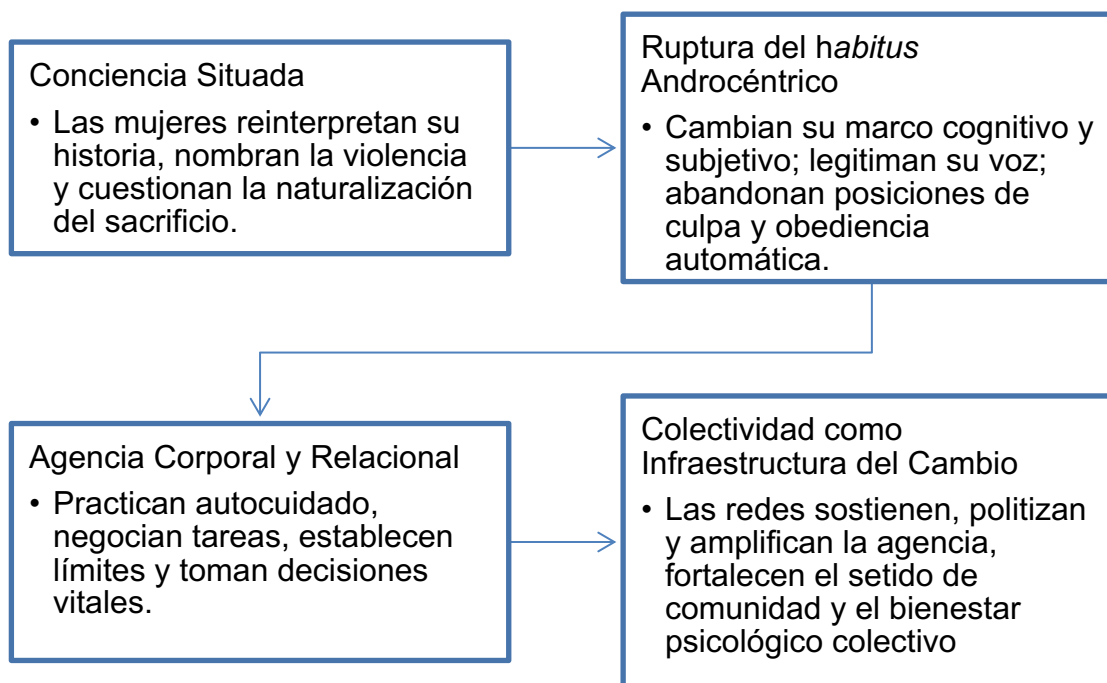 Conciencia Situada
• Las mujeres reinterpretan su
historia, nombran la violencia
y cuestionan la naturalización
del sacrificio.
Ruptura del habitus
Androcéntrico
• Cambian su marco cognitivo y
subjetivo; legitiman su voz;
abandonan posiciones de
culpa y obediencia
automática.
Agencia Corporal y Relacional
• Practican autocuidado,
negocian tareas, establecen
límites y toman decisiones
vitales.
Colectividad como
Infraestructura del Cambio
• Las redes sostienen, politizan
y amplifican la agencia,
fortalecen el setido de
comunidad y el bienestar
psicológico colectivo